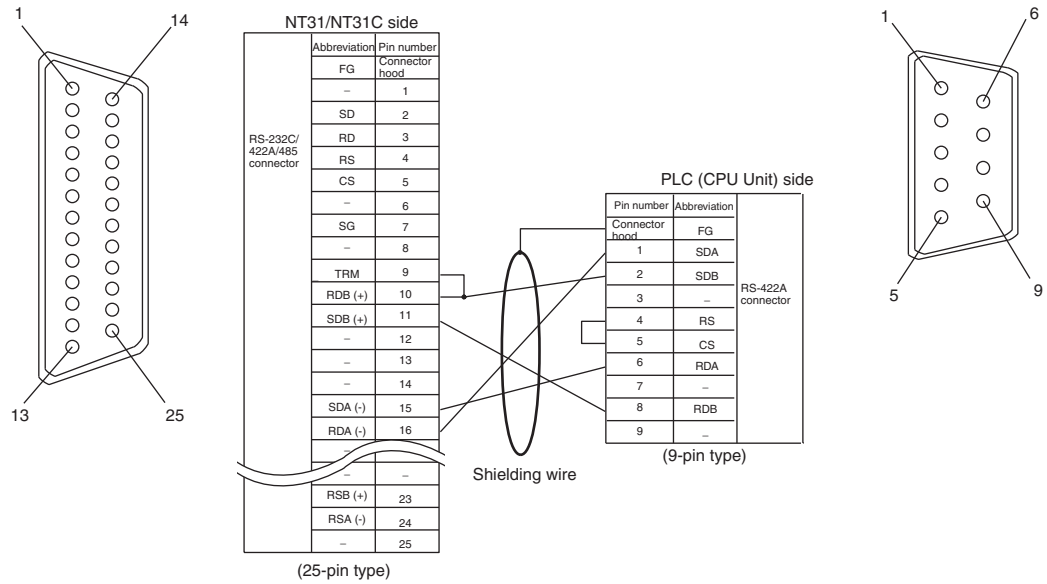 1
14
13
25
NT31/NT31C side
RS-232C/
422A/485
connector
Abbreviation Pin number
FG Connector
hood
– 1
SD 2
RD 3
RS 4
CS 5
– 6
SG 7
– 8
TRM 9
RDB (+) 10
SDB (+) 11
– 12
– 13
– 14
SDA (-) 15
RDA (-) 16
–
– –
RSB (+) 23
RSA (-) 24
– 25
(25-pin type)
Shielding wire
PLC (CPU Unit) side
Pin number Abbreviation
Connector
hood FG
1 SDA
2 SDB
3 –
4 RS
5 CS
6 RDA
7 –
8 RDB
9 –
RS-422A
connector
(9-pin type)
1
6
5
9